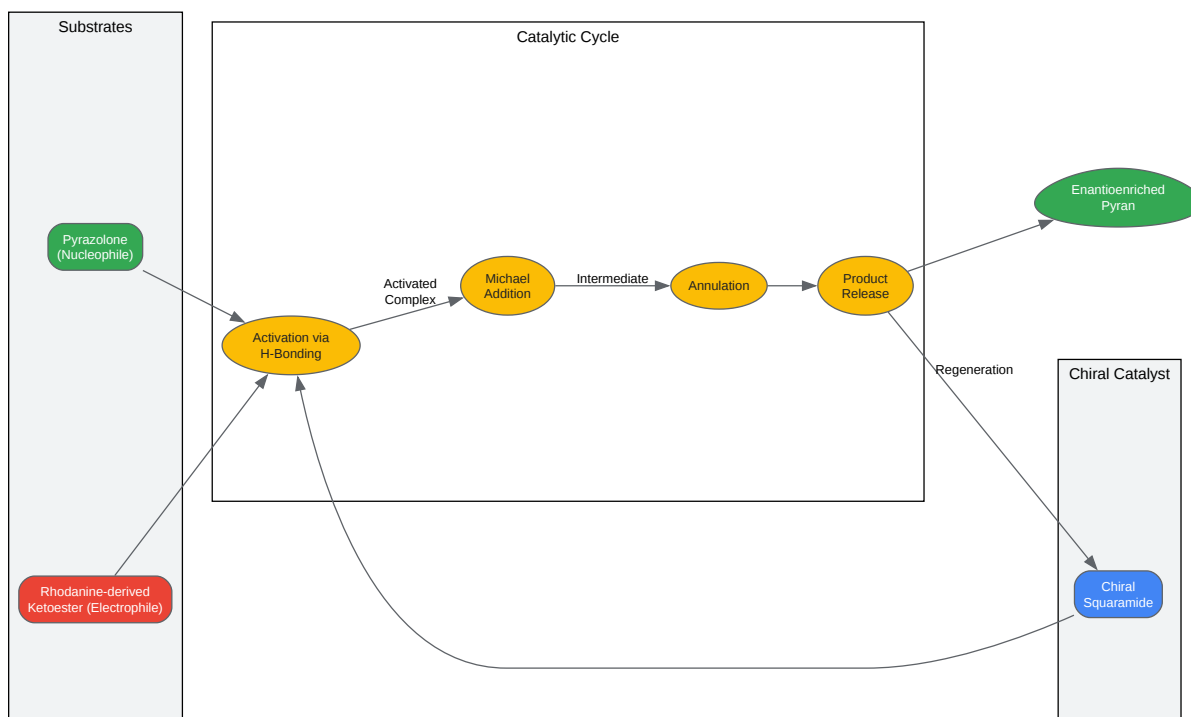 Substrates
Catalytic Cycle
Enantioenriched
Pyran
Pyrazolone
(Nucleophile)
Activated
Complex
Michael
Addition
Intermediate
Annulation
Product
Release
Activation via
H-Bonding
Regeneration
Chiral Catalyst
Rhodanine-derived
Ketoester (Electrophile)
Chiral
Squaramide